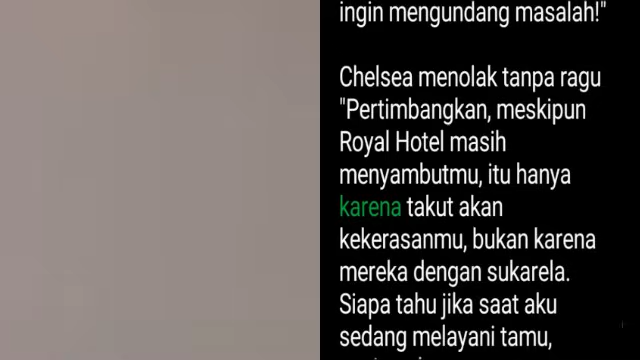 ingin mengundang masalah!"
Chelsea menolak tanpa ragu
"Pertimbangkan, meskipun
Royal Hotel masih
menyambutmu, itu hanya
karena takut akan
kekerasanmu, bukan karena
mereka dengan sukarela.
Siapa tahu jika saat aku
sedang melayani tamu,